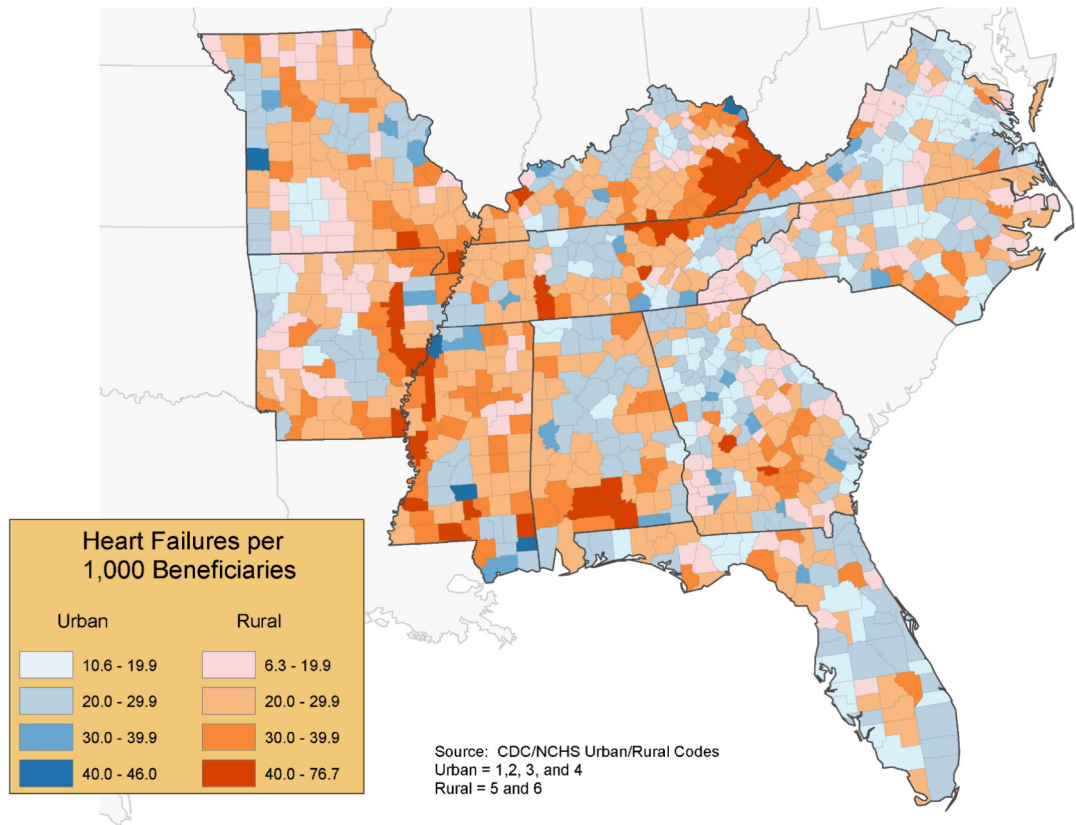 Heart Failures per
1,000 Beneficiaries
Urban Rural
10.6 - 19.9 6.3 - 19.9
20.0 - 29.9 20.0 - 29.9
30.0 - 39.9 30.0 - 39.9
40.0 - 46.0 40.0 - 76.7
Source: CDC/NCHS Urban/Rural Codes
Urban = 1,2, 3, and 4
Rural = 5 and 6